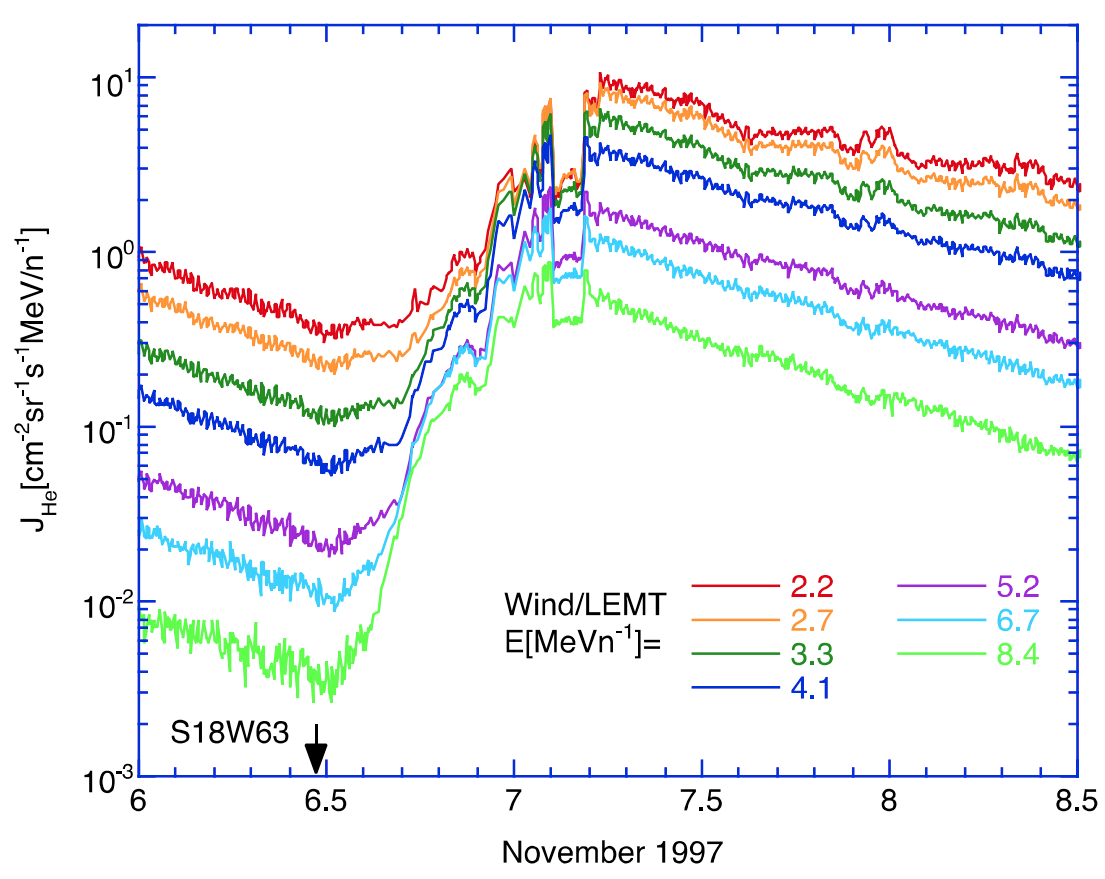 10¹
10⁰
10⁻¹
10⁻²
10⁻³
J_He[cm⁻²sr⁻¹s⁻¹MeV/n⁻¹]
Wind/LEMT
E[MeVn⁻¹]=
2.2
2.7
3.3
4.1
5.2
6.7
8.4
S18W63
6 6.5 7 7.5 8 8.5
November 1997